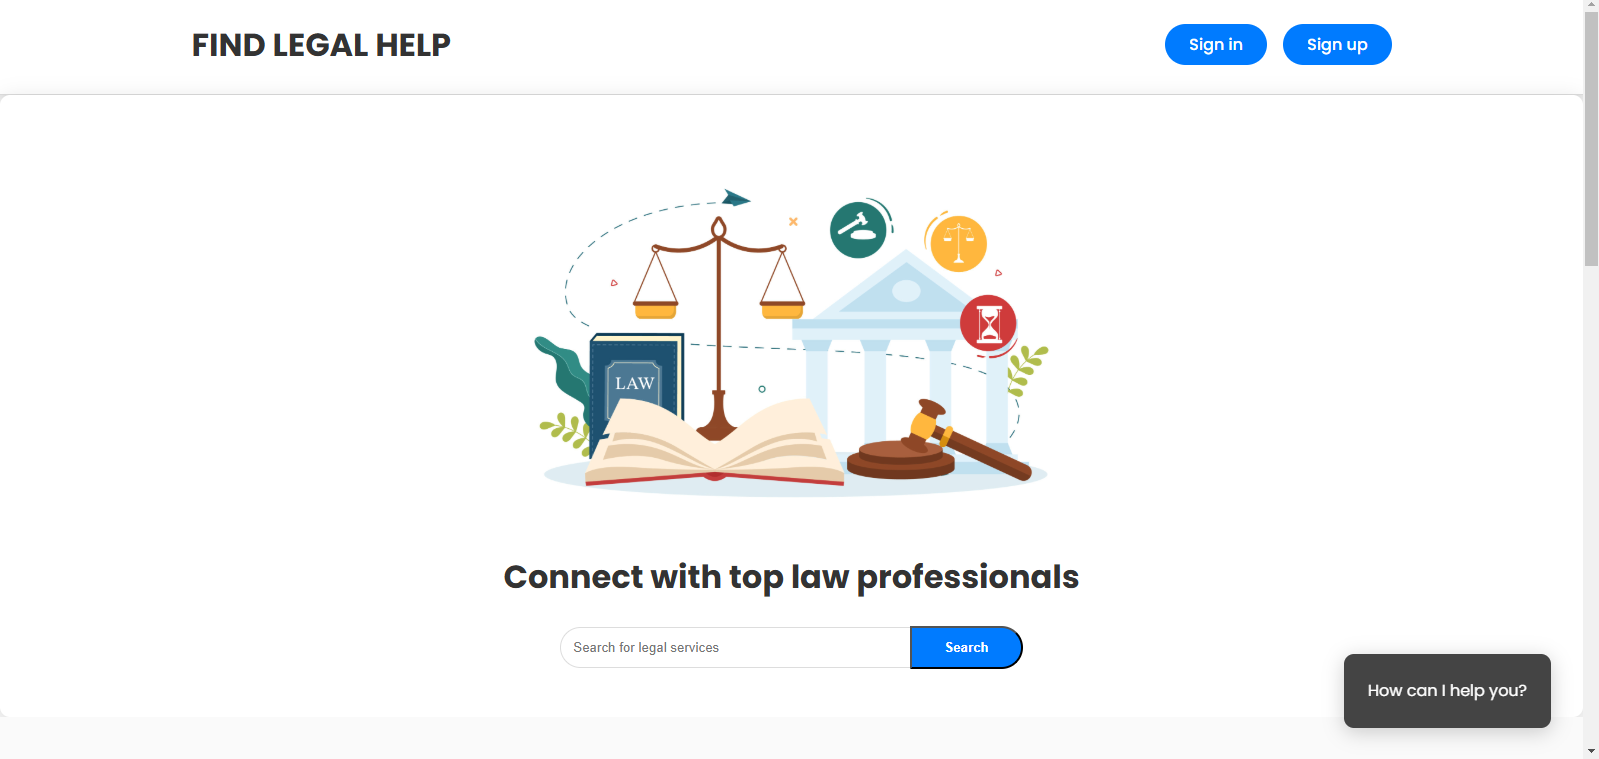 FIND LEGAL HELP
Sign in
Sign up
LAW
Connect with top law professionals
Search for legal services
Search
How can I help you?